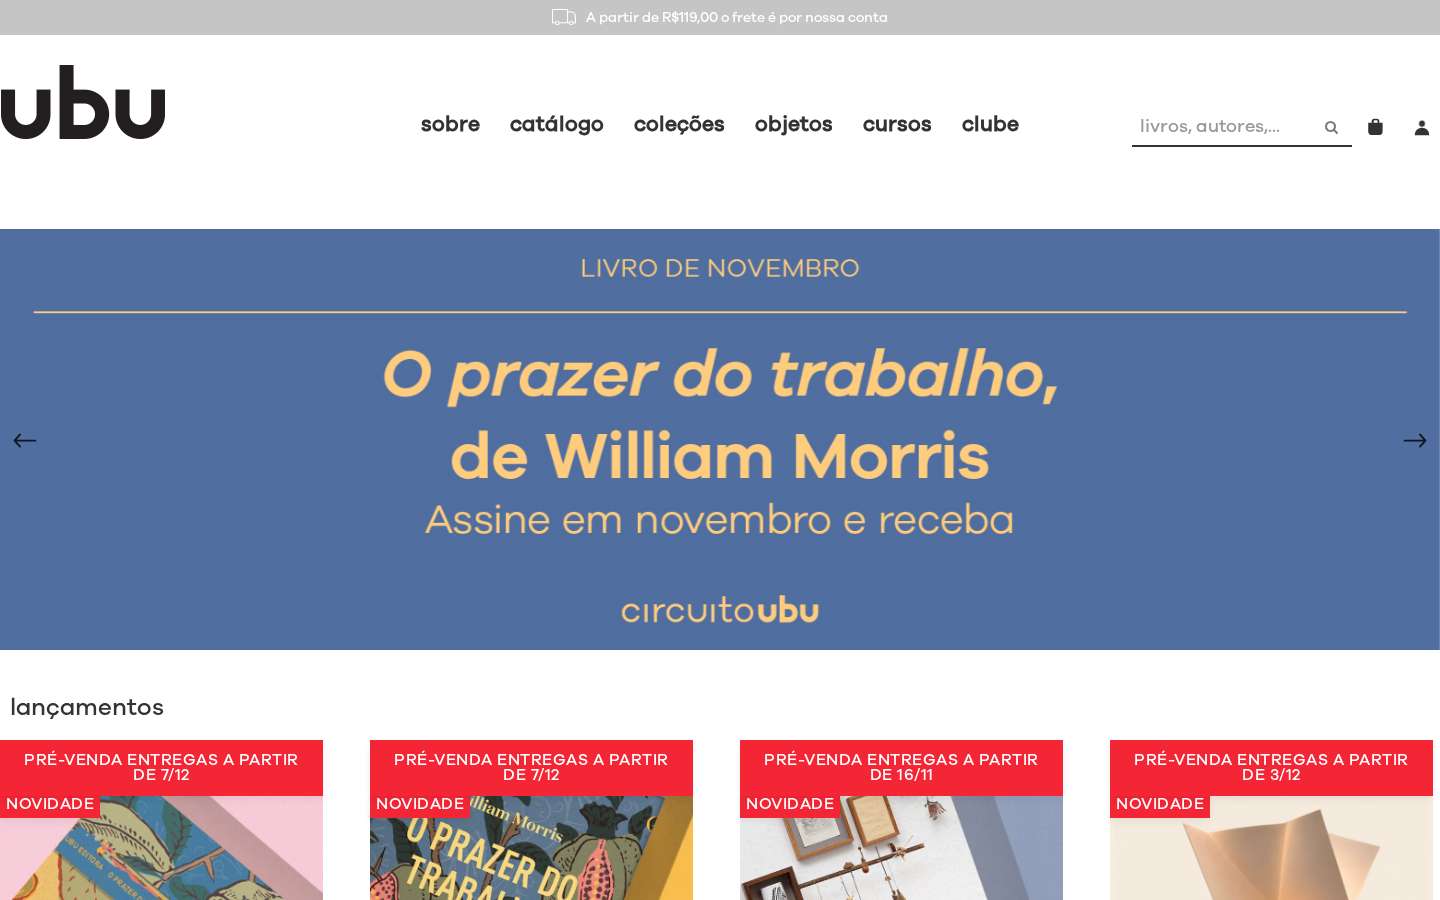 A partir de R$119,00 o frete é por nossa conta
ubu
sobre
catálogo
coleções
objetos
cursos
clube
livros, autores,...
LIVRO DE NOVEMBRO
O prazer do trabalho,
de William Morris
Assine em novembro e receba
circuitoubu
lançamentos
PRÉ-VENDA ENTREGAS A PARTIR
DE 7/12
NOVIDADE
UBU EDITORA
O PRAZER
PRÉ-VENDA ENTREGAS A PARTIR
DE 7/12
NOVIDADE
William Morris
O PRAZER DO
PRÉ-VENDA ENTREGAS A PARTIR
DE 16/11
NOVIDADE
PRÉ-VENDA ENTREGAS A PARTIR
DE 3/12
NOVIDADE